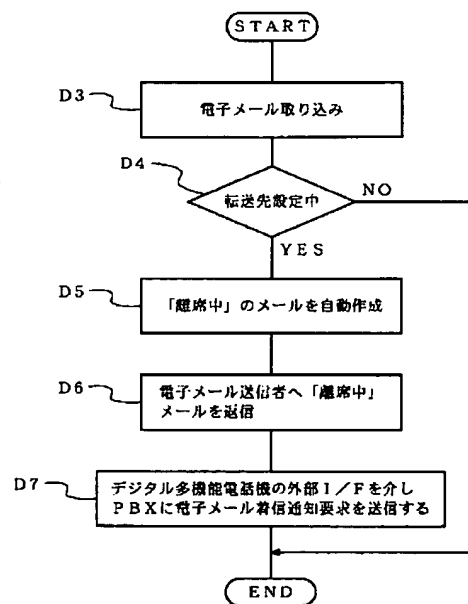 START
D3
電子メール取り込み
D4
転送先設定中
NO
YES
D5
「離席中」のメールを自動作成
D6
電子メール送信者へ「離席中」
メールを返信
D7
デジタル多機能電話機の外部I/Fを介し
PBXに電子メール着信通知要求を送信する
END